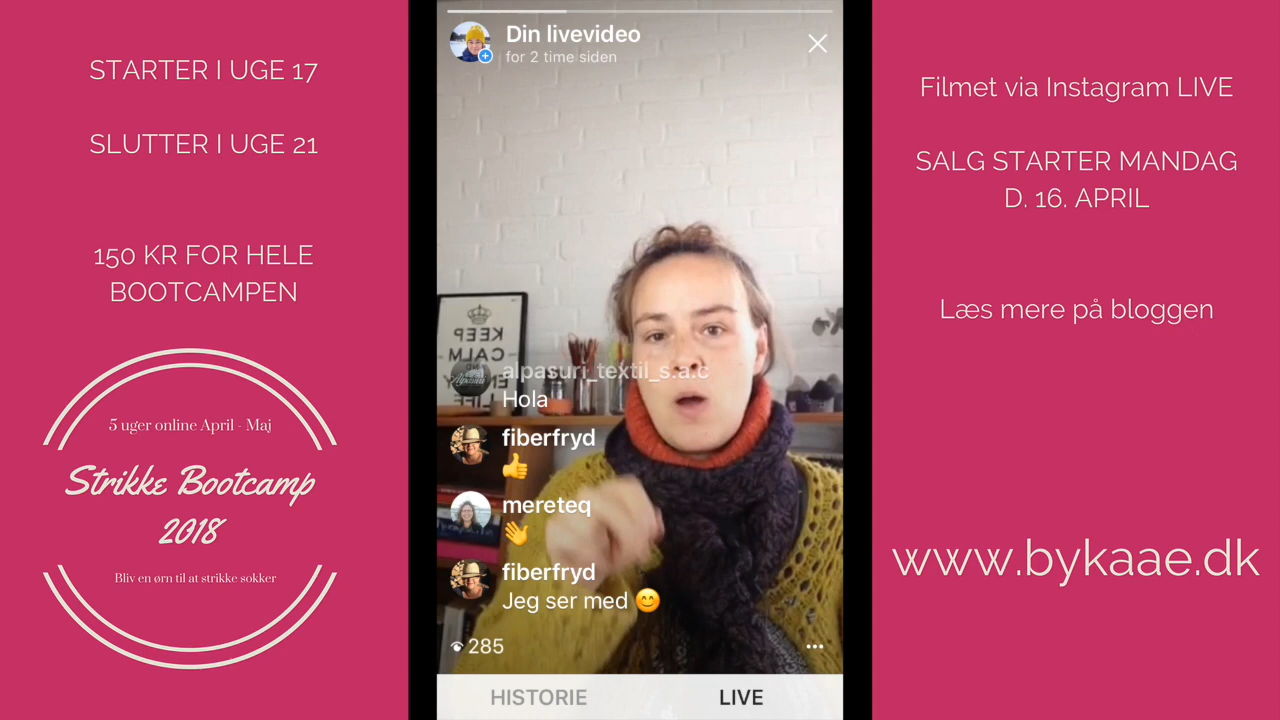 STARTER I UGE 17
SLUTTER I UGE 21
150 KR FOR HELE
BOOTCAMPEN
5 uger online April - Maj
Strikke Bootcamp
2018
Bliv en ørn til at strikke sokker
Din livevideo
for 2 time siden
KEEP
CALM
AND
LIFE
alpasuri_textil_s.a.c
Hola
fiberfryd
👍
mereteq
👋
fiberfryd
Jeg ser med 😊
285
HISTORIE
LIVE
Filmet via Instagram LIVE
SALG STARTER MANDAG
D. 16. APRIL
Læs mere på bloggen
www.bykaae.dk